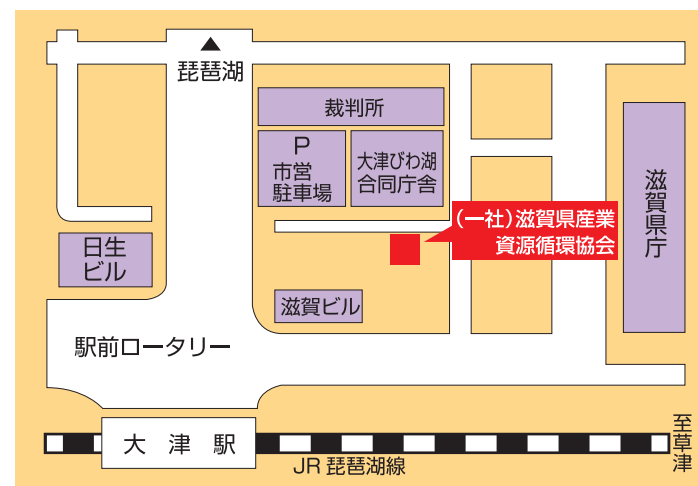 ▲
琵琶湖
裁判所
P
市営
駐車場
大津びわ湖
合同庁舎
滋賀県庁
(一社)滋賀県産業
資源循環協会
日生
ビル
滋賀ビル
駅前ロータリー
大津駅
JR 琵琶湖線
至草津